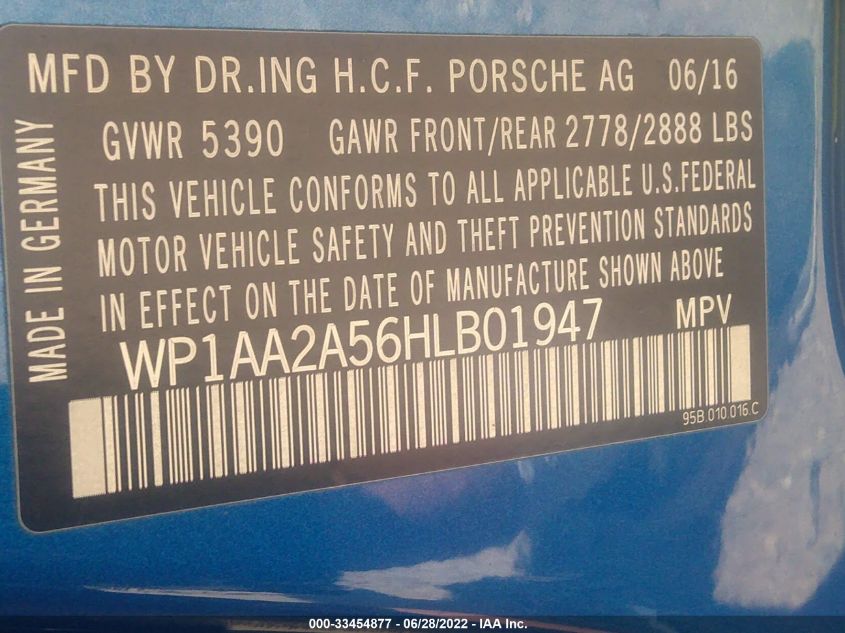 MFD BY DR.ING H.C.F. PORSCHE AG 06/16
GVWR 5390 GAWR FRONT/REAR 2778/2888 LBS
THIS VEHICLE CONFORMS TO ALL APPLICABLE U.S.FEDERAL
MOTOR VEHICLE SAFETY AND THEFT PREVENTION STANDARDS
IN EFFECT ON THE DATE OF MANUFACTURE SHOWN ABOVE
WP1AA2A56HLB01947 MPV
95B.010.016.C
MADE IN GERMANY
000-33454877 - 06/28/2022 - IAA Inc.